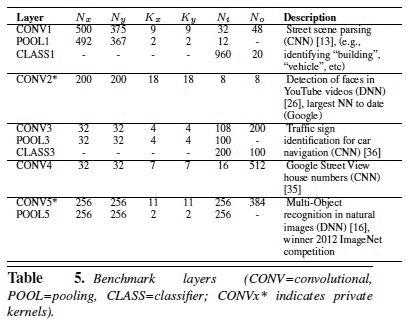 Layer Nx Ny Kx Ky Ni No Description
CONV1 500 375 9 9 32 48 Street scene parsing
POOL1 492 367 2 2 12 - (CNN) [13], (e.g.,
CLASS1 - - - - 960 20 identifying "building",
"vehicle", etc)
CONV2* 200 200 18 18 8 8 Detection of faces in
YouTube videos (DNN)
[26], largest NN to date
(Google)
CONV3 32 32 4 4 108 200 Traffic sign
POOL3 32 32 4 4 100 - identification for car
CLASS3 - - - - 200 100 navigation (CNN) [36]
CONV4 32 32 7 7 16 512 Google Street View
house numbers (CNN)
[35]
CONV5* 256 256 11 11 256 384 Multi-Object
POOL5 256 256 2 2 256 - recognition in natural
images (DNN) [16],
winner 2012 ImageNet
competition
Table 5. Benchmark layers (CONV=convolutional,
POOL=pooling, CLASS=classifier; CONVx* indicates private
kernels).